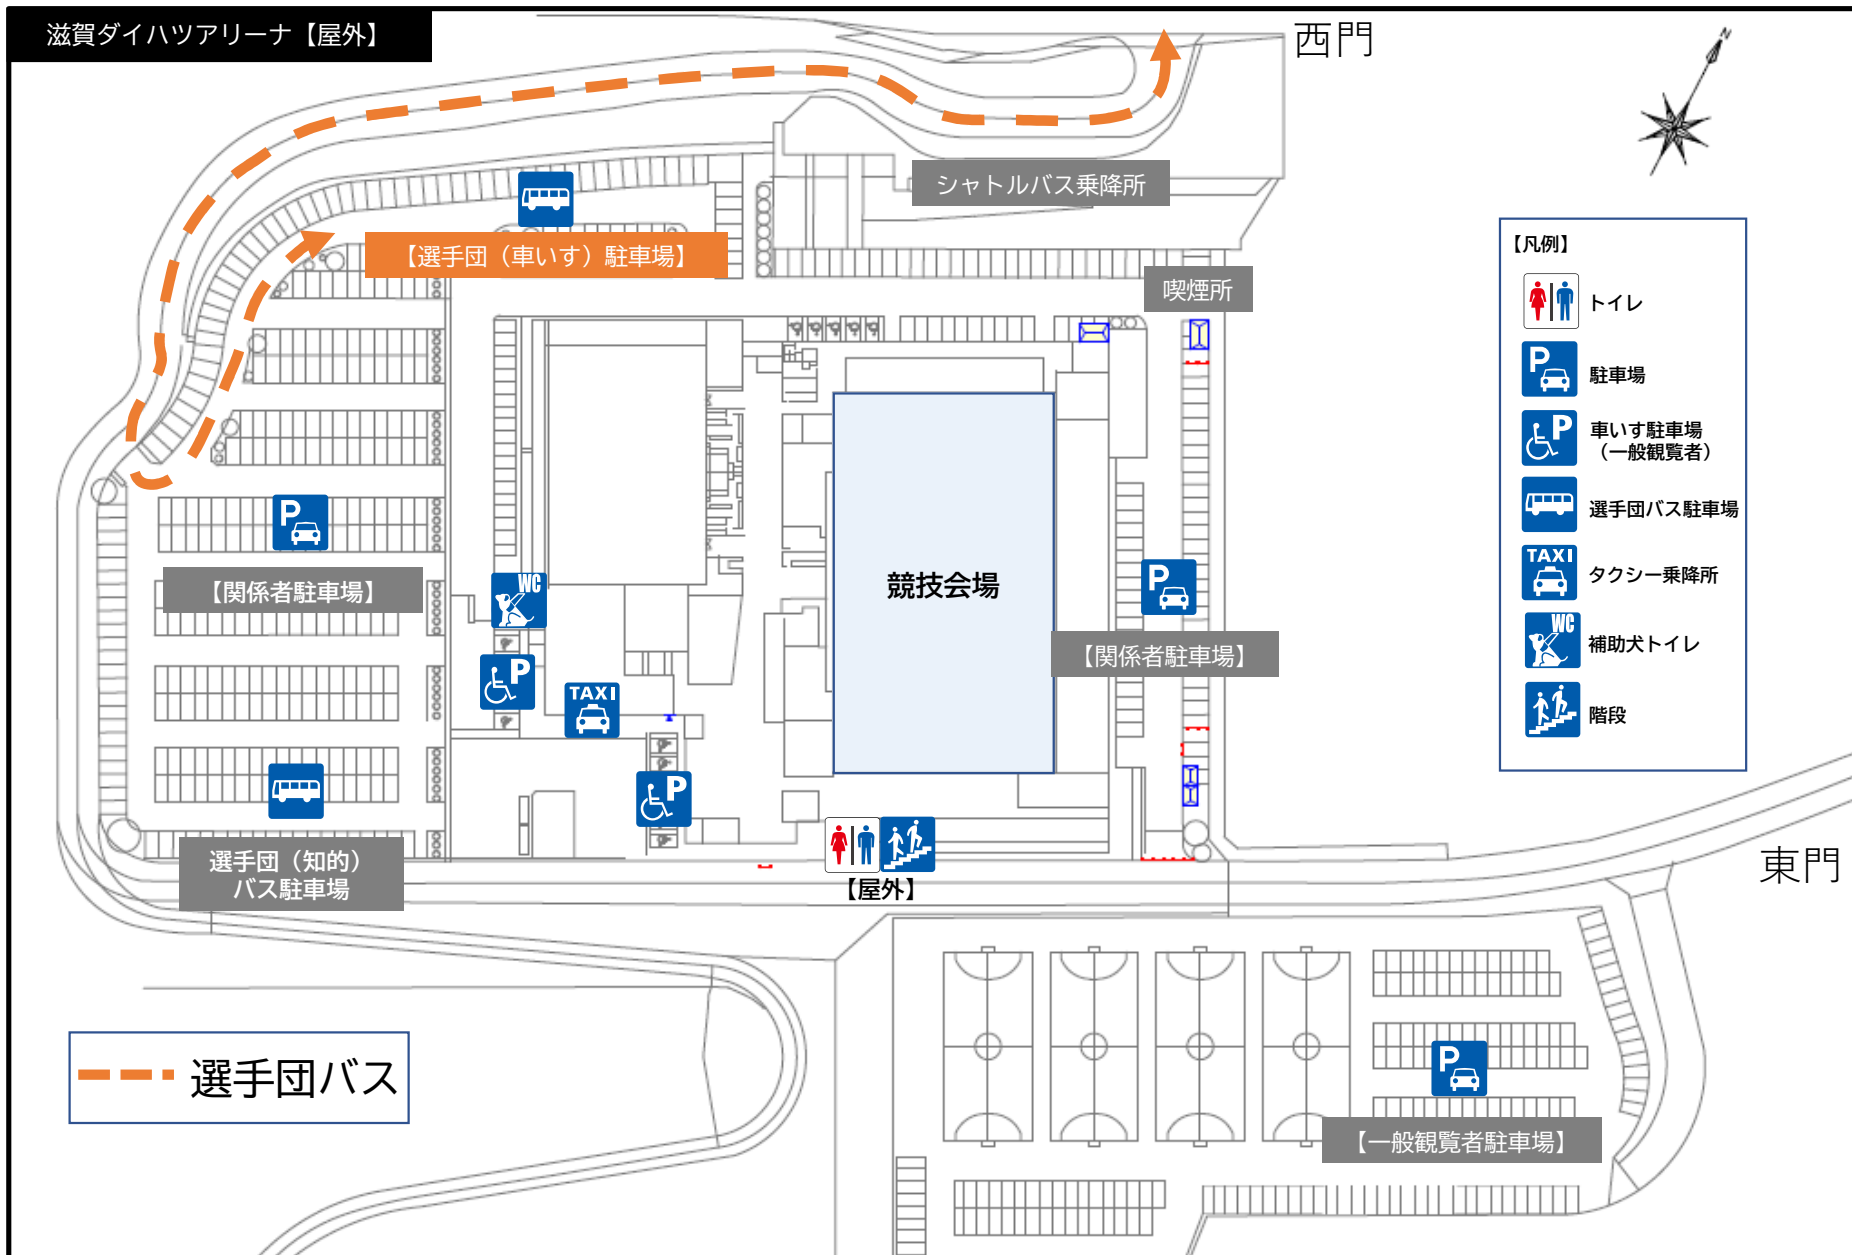 滋賀ダイハツアリーナ【屋外】
西門
N
シャトルバス乗降所
【選手団（車いす）駐車場】
喫煙所
【凡例】
トイレ
P
駐車場
P
車いす駐車場
（一般観覧者）
選手団バス駐車場
TAXI
タクシー乗降所
WC
補助犬トイレ
階段
P
【関係者駐車場】
WC
P
TAXI
競技会場
P
【関係者駐車場】
P
選手団（知的）
バス駐車場
【屋外】
東門
選手団バス
P
【一般観覧者駐車場】